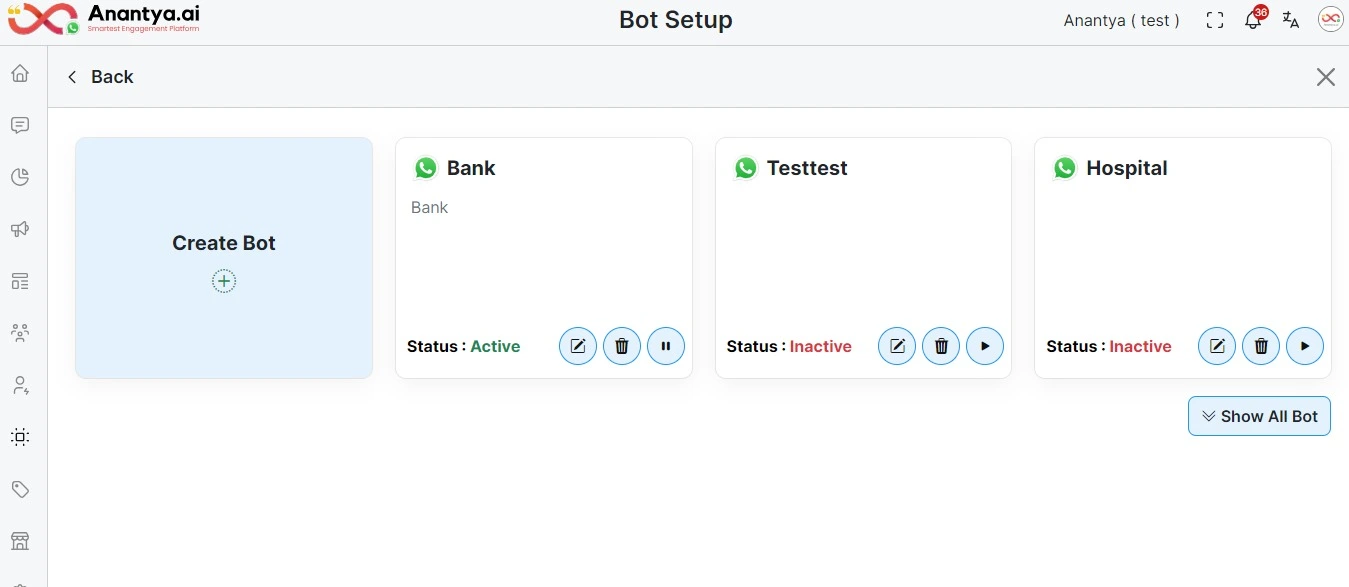 Anantya.ai
Smartest Engagement Platform
Bot Setup
Anantya ( test )
36
Back
Create Bot
Bank
Bank
Status : Active
Testtest
Status : Inactive
Hospital
Status : Inactive
Show All Bot